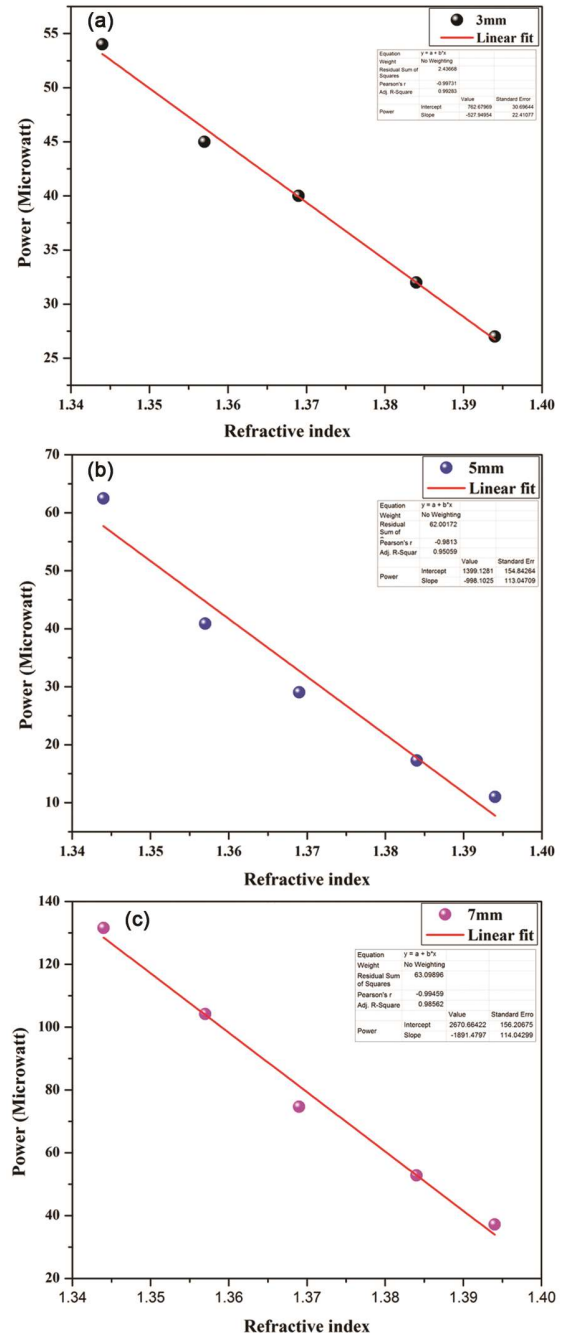 (a)
3mm
Linear fit
Equation y = a + b*x
Weight No Weighting
Residual Sum of Squares 2.43668
Pearson's r -0.99731
Adj. R-Square 0.99283
Value Standard Error
Power Intercept 762.67969 30.69644
Slope -527.94954 22.41077
55
50
45
40
35
30
25
Power (Microwatt)
1.34 1.35 1.36 1.37 1.38 1.39 1.40
Refractive index
(b)
5mm
Linear fit
Equation y = a + b*x
Weight No Weighting
Residual Sum of 62.00172
Pearson's r -0.9813
Adj. R-Squar 0.95059
Value Standard Err
Power Intercept 1399.1281 154.84264
Slope -998.1025 113.04709
70
60
50
40
30
20
10
Power (Microwatt)
1.34 1.35 1.36 1.37 1.38 1.39 1.40
Refractive index
(c)
7mm
Linear fit
Equation y = a + b*x
Weight No Weighting
Residual Sum of Squares 63.09896
Pearson's r -0.99459
Adj. R-Square 0.98562
Value Standard Erro
Power Intercept 2670.66422 156.20675
Slope -1891.4797 114.04299
140
120
100
80
60
40
20
Power (Microwatt)
1.34 1.35 1.36 1.37 1.38 1.39 1.40
Refractive index